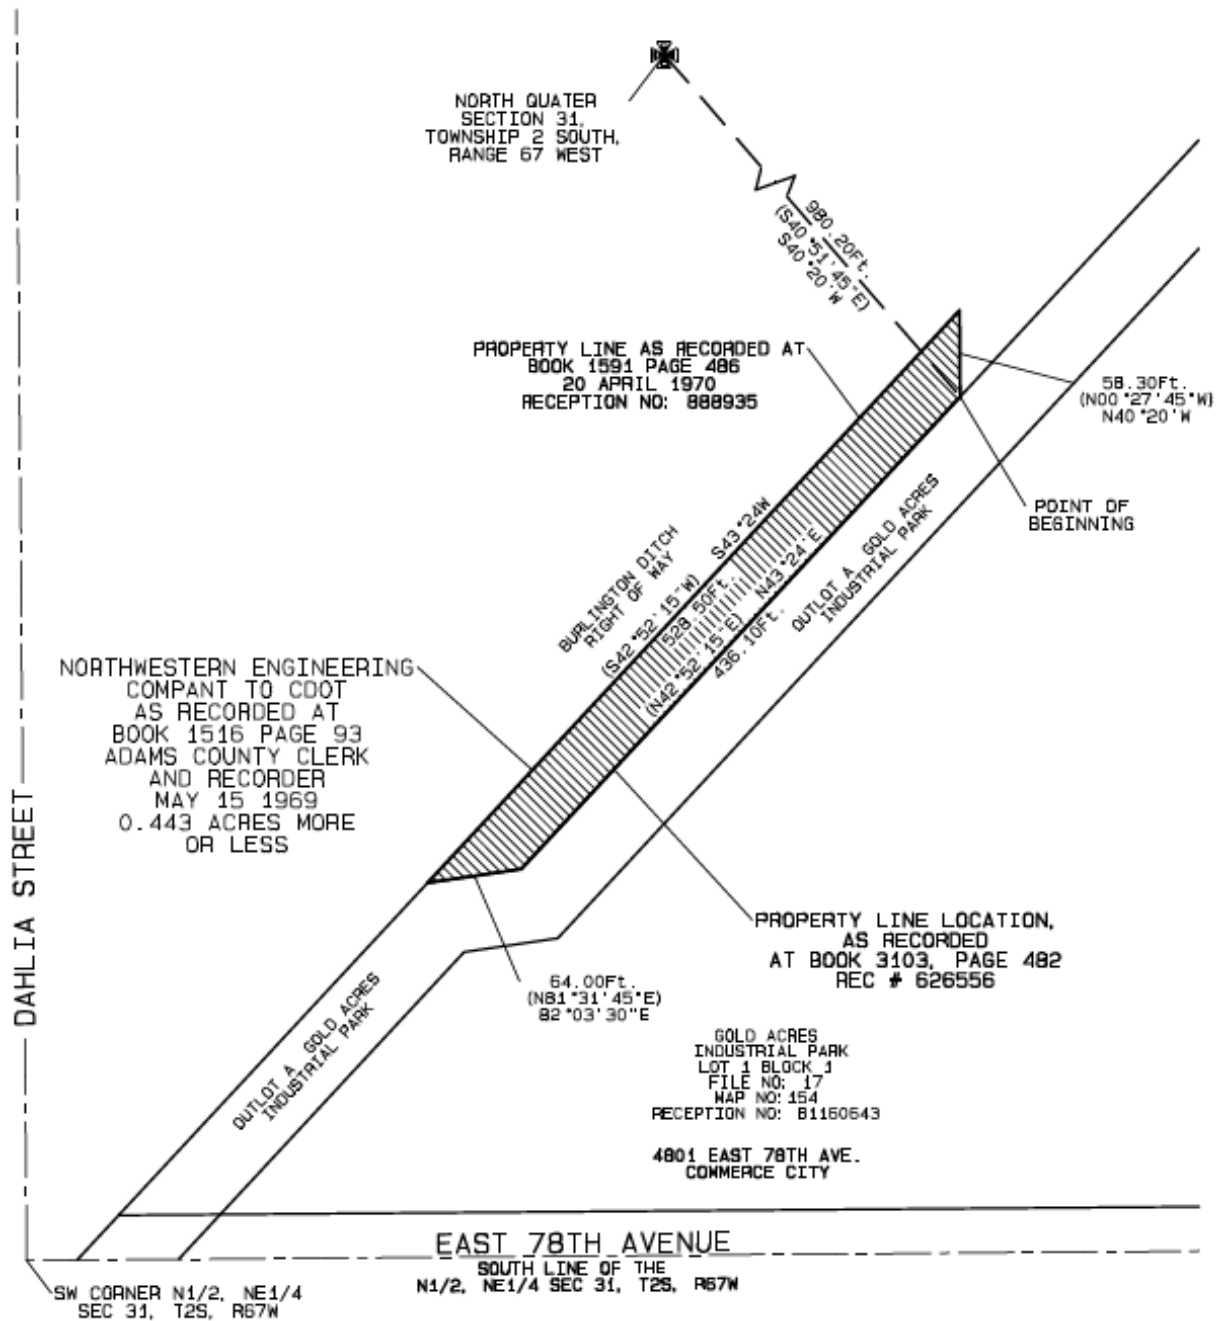 NORTH QUATER
SECTION 31,
TOWNSHIP 2 SOUTH,
RANGE 67 WEST
980.20Ft.
(S40°51'45"E)
S40°20'W
PROPERTY LINE AS RECORDED AT
BOOK 1591 PAGE 486
20 APRIL 1970
RECEPTION NO: 888935
58.30Ft.
(N00°27'45"W)
N40°20'W
POINT OF
BEGINNING
BURLINGTON DITCH
RIGHT OF WAY
(S42°52'15"W) S43°24W
528.50Ft.
(N42°52'15"E) N43°24'E
436.10Ft.
OUTLOT A GOLD ACRES
INDUSTRIAL PARK
NORTHWESTERN ENGINEERING
COMPANT TO CDOT
AS RECORDED AT
BOOK 1516 PAGE 93
ADAMS COUNTY CLERK
AND RECORDER
MAY 15 1969
0.443 ACRES MORE
OR LESS
DAHLIA STREET
PROPERTY LINE LOCATION,
AS RECORDED
AT BOOK 3103, PAGE 482
REC # 626556
64.00Ft.
(N81°31'45"E)
82°03'30"E
OUTLOT A GOLD ACRES
INDUSTRIAL PARK
GOLD ACRES
INDUSTRIAL PARK
LOT 1 BLOCK 1
FILE NO: 17
MAP NO: 154
RECEPTION NO: B1160643
4801 EAST 78TH AVE.
COMMERCE CITY
EAST 78TH AVENUE
SOUTH LINE OF THE
N1/2, NE1/4 SEC 31, T2S, R67W
SW CORNER N1/2, NE1/4
SEC 31, T2S, R67W